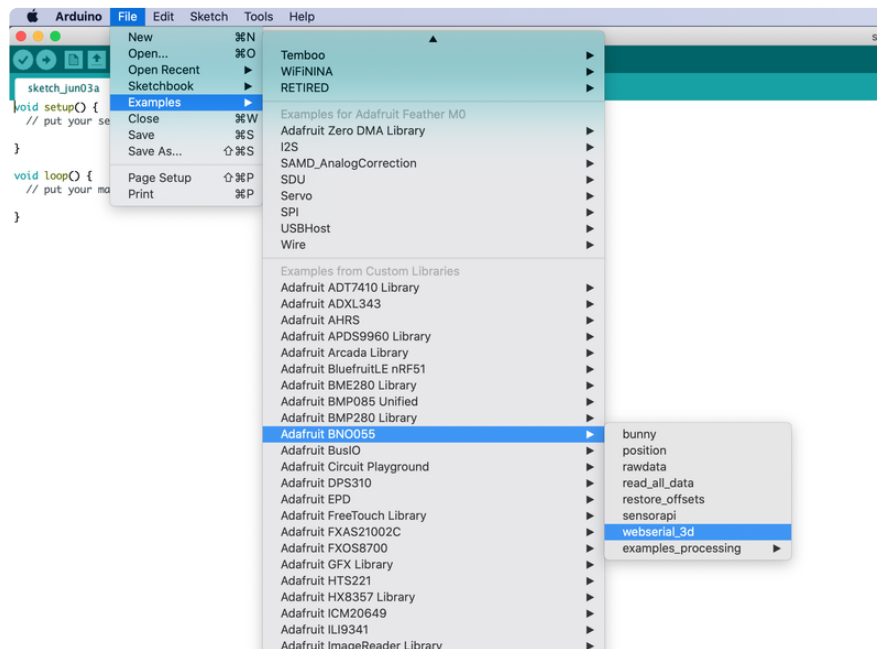 Arduino File Edit Sketch Tools Help
s
sketch_jun03a
void setup() {
// put your se
}
void loop() {
// put your ma
}
New ⌘N
Open... ⌘O
Open Recent ▶
Sketchbook ▶
Examples ▶
Close ⌘W
Save ⌘S
Save As... ⇧⌘S
Page Setup ⇧⌘P
Print ⌘P
Temboo ▶
WiFiNINA ▶
RETIRED ▶
Examples for Adafruit Feather M0
Adafruit Zero DMA Library ▶
I2S ▶
SAMD_AnalogCorrection ▶
SDU ▶
Servo ▶
SPI ▶
USBHost ▶
Wire ▶
Examples from Custom Libraries
Adafruit ADT7410 Library ▶
Adafruit ADXL343 ▶
Adafruit AHRS ▶
Adafruit APDS9960 Library ▶
Adafruit Arcada Library ▶
Adafruit BluefruitLE nRF51 ▶
Adafruit BME280 Library ▶
Adafruit BMP085 Unified ▶
Adafruit BMP280 Library ▶
Adafruit BNO055 ▶
Adafruit BusIO ▶
Adafruit Circuit Playground ▶
Adafruit DPS310 ▶
Adafruit EPD ▶
Adafruit FreeTouch Library ▶
Adafruit FXAS21002C ▶
Adafruit FXOS8700 ▶
Adafruit GFX Library ▶
Adafruit HTS221 ▶
Adafruit HX8357 Library ▶
Adafruit ICM20649 ▶
Adafruit ILI9341 ▶
Adafruit ImageReader Library ▶
bunny
position
rawdata
read_all_data
restore_offsets
sensorapi
webserial_3d
examples_processing ▶